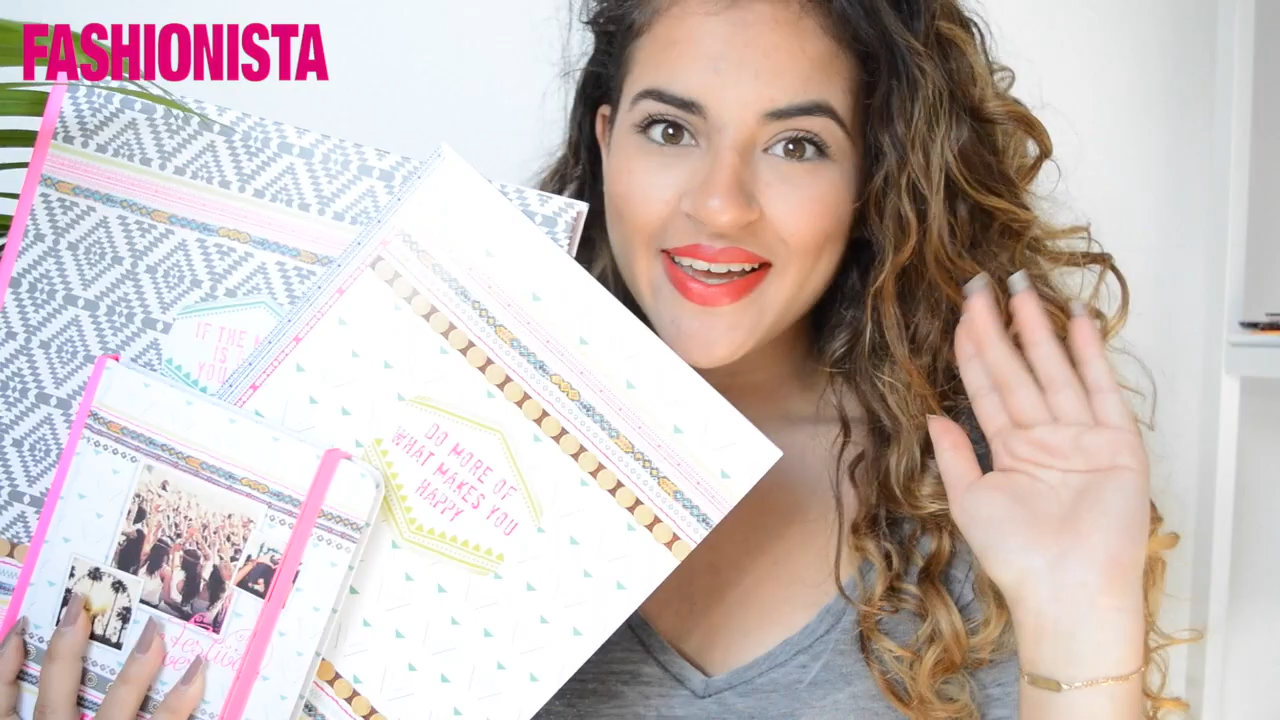 FASHIONISTA
IF THE
IS
YOU
DO MORE OF
WHAT MAKES YOU
HAPPY